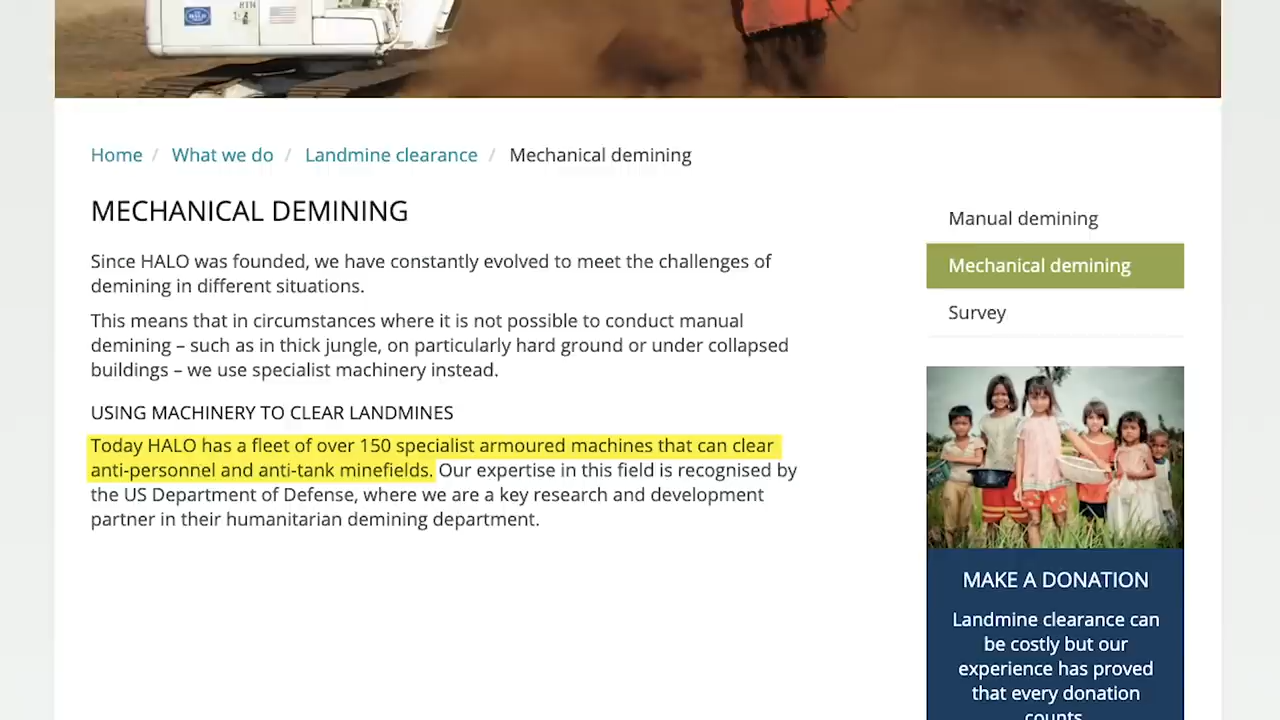 Home / What we do / Landmine clearance / Mechanical demining
MECHANICAL DEMINING
Since HALO was founded, we have constantly evolved to meet the challenges of
demining in different situations.
This means that in circumstances where it is not possible to conduct manual
demining – such as in thick jungle, on particularly hard ground or under collapsed
buildings – we use specialist machinery instead.
USING MACHINERY TO CLEAR LANDMINES
Today HALO has a fleet of over 150 specialist armoured machines that can clear
anti-personnel and anti-tank minefields. Our expertise in this field is recognised by
the US Department of Defense, where we are a key research and development
partner in their humanitarian demining department.
Manual demining
Mechanical demining
Survey
MAKE A DONATION
Landmine clearance can
be costly but our
experience has proved
that every donation
counts.